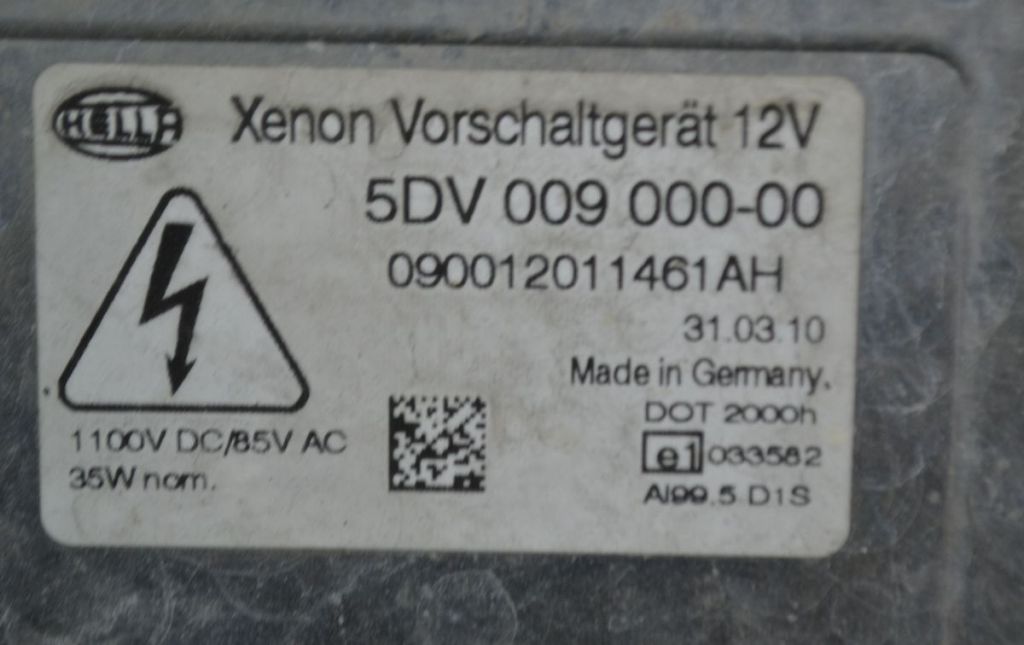 HELLA
Xenon Vorschaltgerät 12V
5DV 009 000-00
090012011461AH
31.03.10
Made in Germany.
DOT 2000h
e1 033582
Al99.5 D1S
1100V DC/85V AC
35W nom.